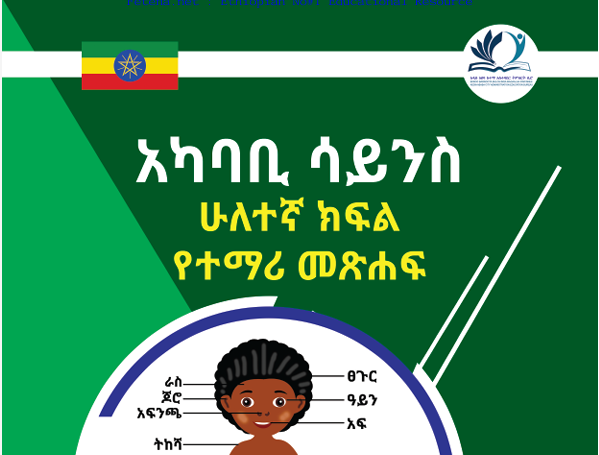 አካባቢ ሳይንስ
ሁለተኛ ክፍል
የተማሪ መጽሐፍ
ራስ
ጆሮ
አፍንጫ
ትከሻ
ፀጉር
ዓይን
አፍ